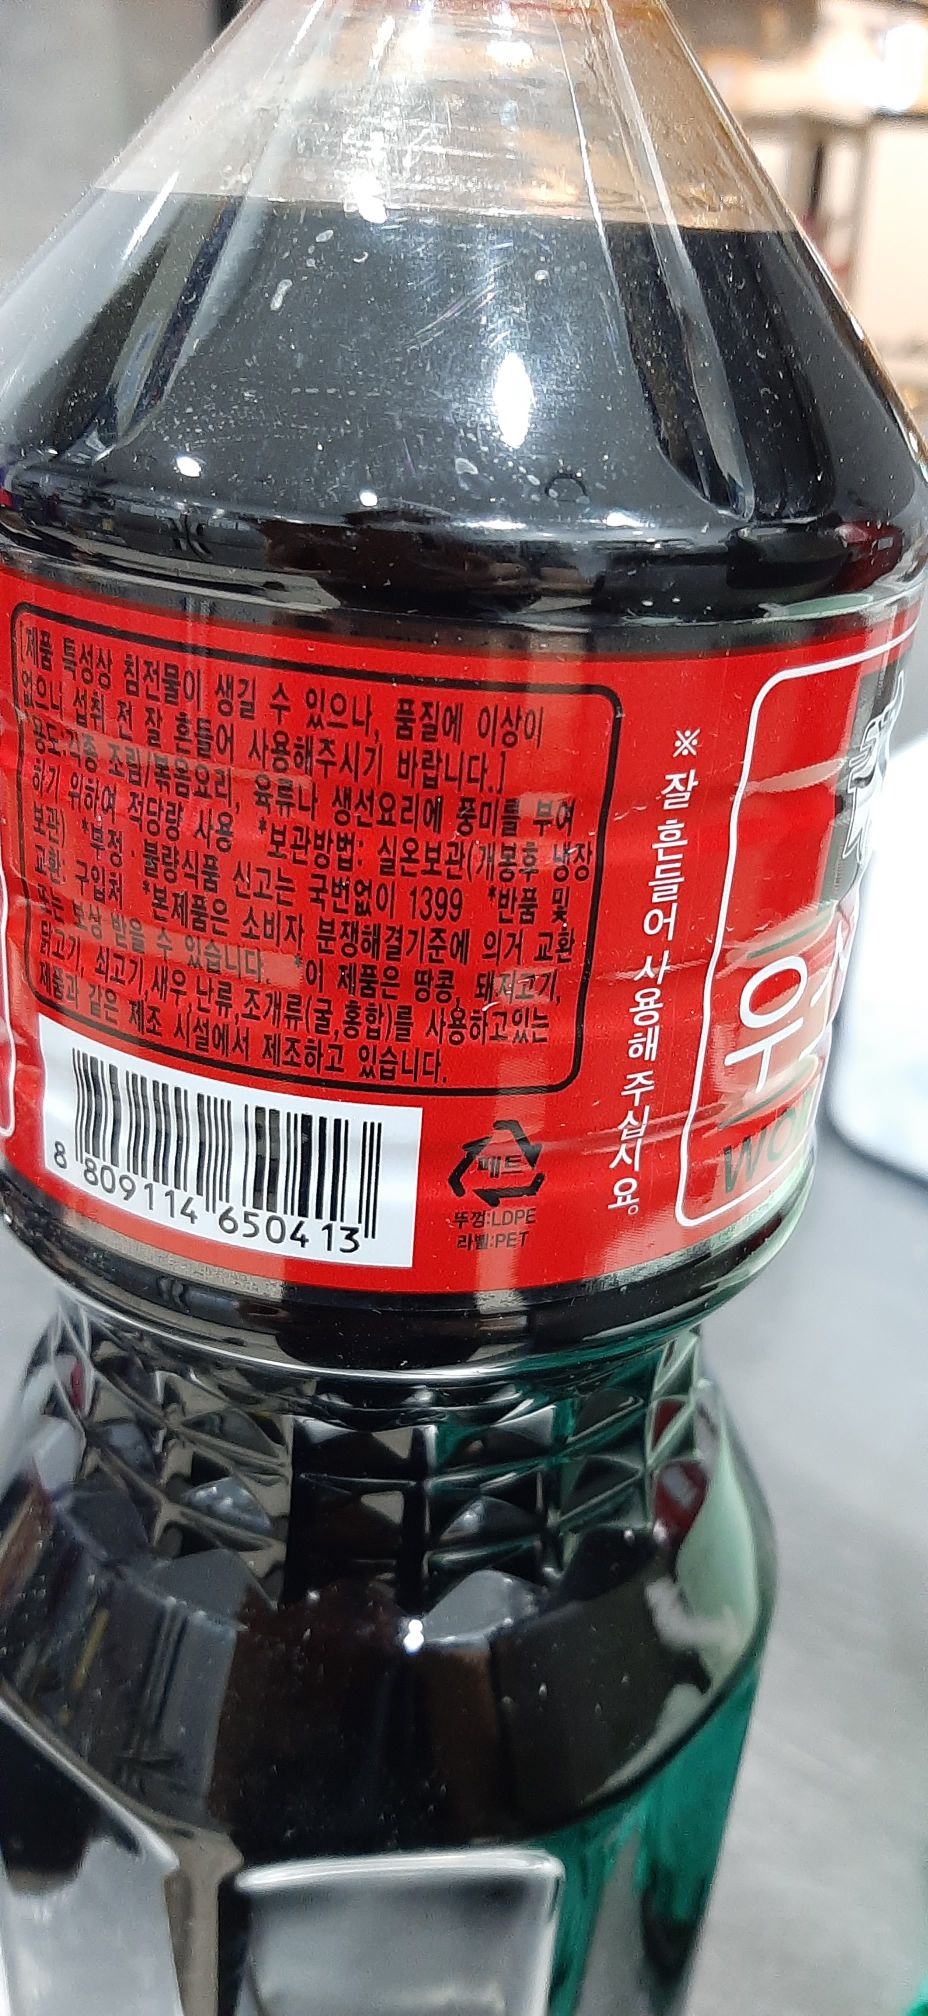 [제품 특성상 침전물이 생길 수 있으나, 품질에 이상이
없으니 섭취 전 잘 흔들어 사용해주시기 바랍니다.]
용도:각종 조림/볶음요리, 육류나 생선요리에 풍미를 부여
하기 위하여 적당량 사용 *보관방법: 실온보관(개봉후 냉장
보관) *부정·불량식품 신고는 국번없이 1399 *반품 및
교환: 구입처 *본제품은 소비자 분쟁해결기준에 의거 교환
또는 보상 받을 수 있습니다. *이 제품은 땅콩, 돼지고기,
닭고기, 쇠고기,새우,난류,조개류(굴,홍합)를 사용하고있는
제품과 같은 제조 시설에서 제조하고 있습니다.
8 809114 650413
페트
뚜껑:LDPE
라벨:PET
※ 잘 흔들어 사용해 주십시요.
우
WO